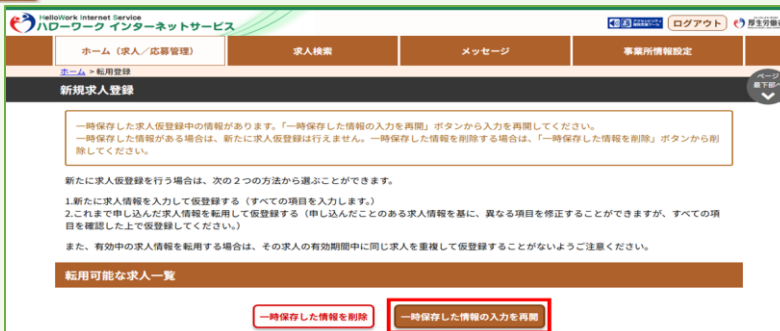 HelloWork Internet Service
ハローワーク インターネットサービス
ログアウト
ホーム（求人／応募管理）
求人検索
メッセージ
事業所情報設定
ホーム > 転用登録
ページ
最下部へ
新規求人登録
一時保存した求人仮登録中の情報があります。「一時保存した情報の入力を再開」ボタンから入力を再開してください。
一時保存した情報がある場合は、新たに求人仮登録は行えません。一時保存した情報を削除する場合は、「一時保存した情報を削除」ボタンから削
除してください。
新たに求人仮登録を行う場合は、次の２つの方法から選ぶことができます。
1.新たに求人情報を入力して仮登録する（すべての項目を入力します。）
2.これまで申し込んだ求人情報を転用して仮登録する（申し込んだことのある求人情報を基に、異なる項目を修正することができますが、すべての項
目を確認した上で仮登録してください。）
また、有効中の求人情報を転用する場合は、その求人の有効期間中に同じ求人を重複して仮登録することがないようご注意ください。
転用可能な求人一覧
一時保存した情報を削除
一時保存した情報の入力を再開